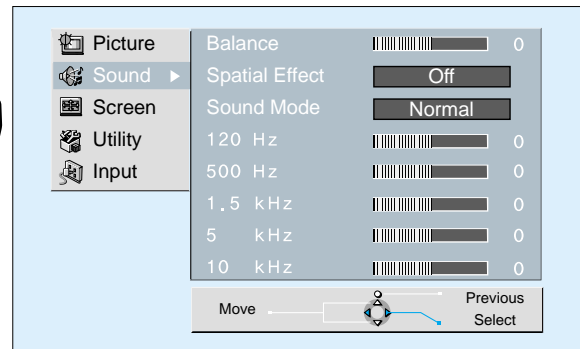 Picture
Sound
Screen
Utility
Input
Balance 0
Spatial Effect Off
Sound Mode Normal
120 Hz 0
500 Hz 0
1.5 kHz 0
5 kHz 0
10 kHz 0
Move
Previous
Select